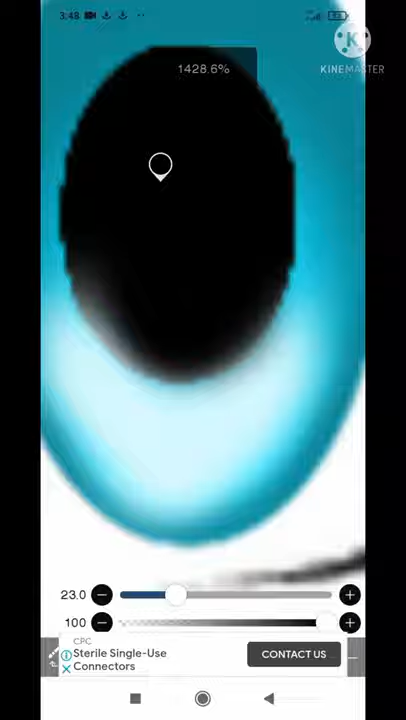 3:48
1428.6%
KINEMASTER
23.0
100
CPC
Sterile Single-Use
Connectors
CONTACT US